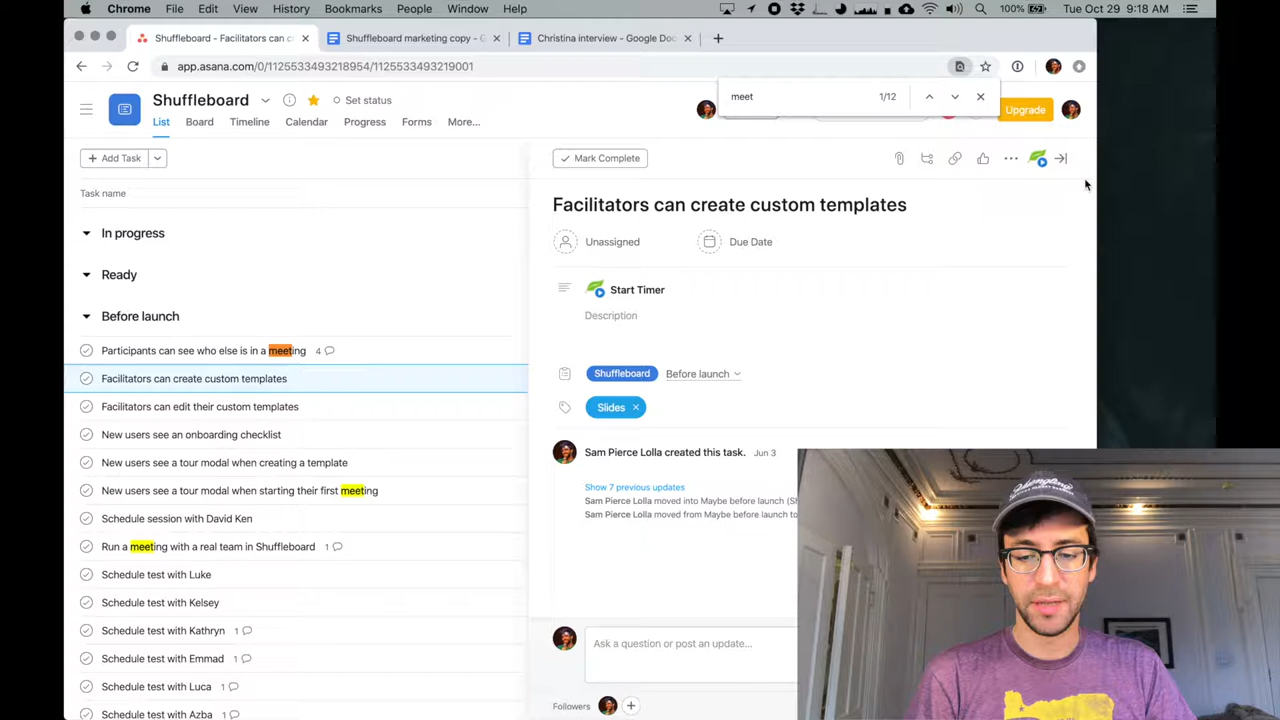 Chrome File Edit View History Bookmarks People Window Help 100% Tue Oct 29 9:18 AM
Shuffleboard - Facilitators can c
Shuffleboard marketing copy - G
Christina interview - Google Doc
app.asana.com/0/1125533493218954/1125533493219001
meet 1/12
Shuffleboard Set status
List Board Timeline Calendar Progress Forms More...
Upgrade
+ Add Task
Mark Complete
Task name
Facilitators can create custom templates
In progress
Unassigned Due Date
Ready
Start Timer
Description
Before launch
Participants can see who else is in a meeting 4
Facilitators can create custom templates
Facilitators can edit their custom templates
New users see an onboarding checklist
New users see a tour modal when creating a template
New users see a tour modal when starting their first meeting
Schedule session with David Ken
Run a meeting with a real team in Shuffleboard 1
Schedule test with Luke
Schedule test with Kelsey
Schedule test with Kathryn 1
Schedule test with Emmad 1
Schedule test with Luca 1
Schedule test with Azba 1
Shuffleboard Before launch
Slides ×
Sam Pierce Lolla created this task. Jun 3
Show 7 previous updates
Sam Pierce Lolla moved into Maybe before launch (S
Sam Pierce Lolla moved from Maybe before launch to
Ask a question or post an update...
Followers